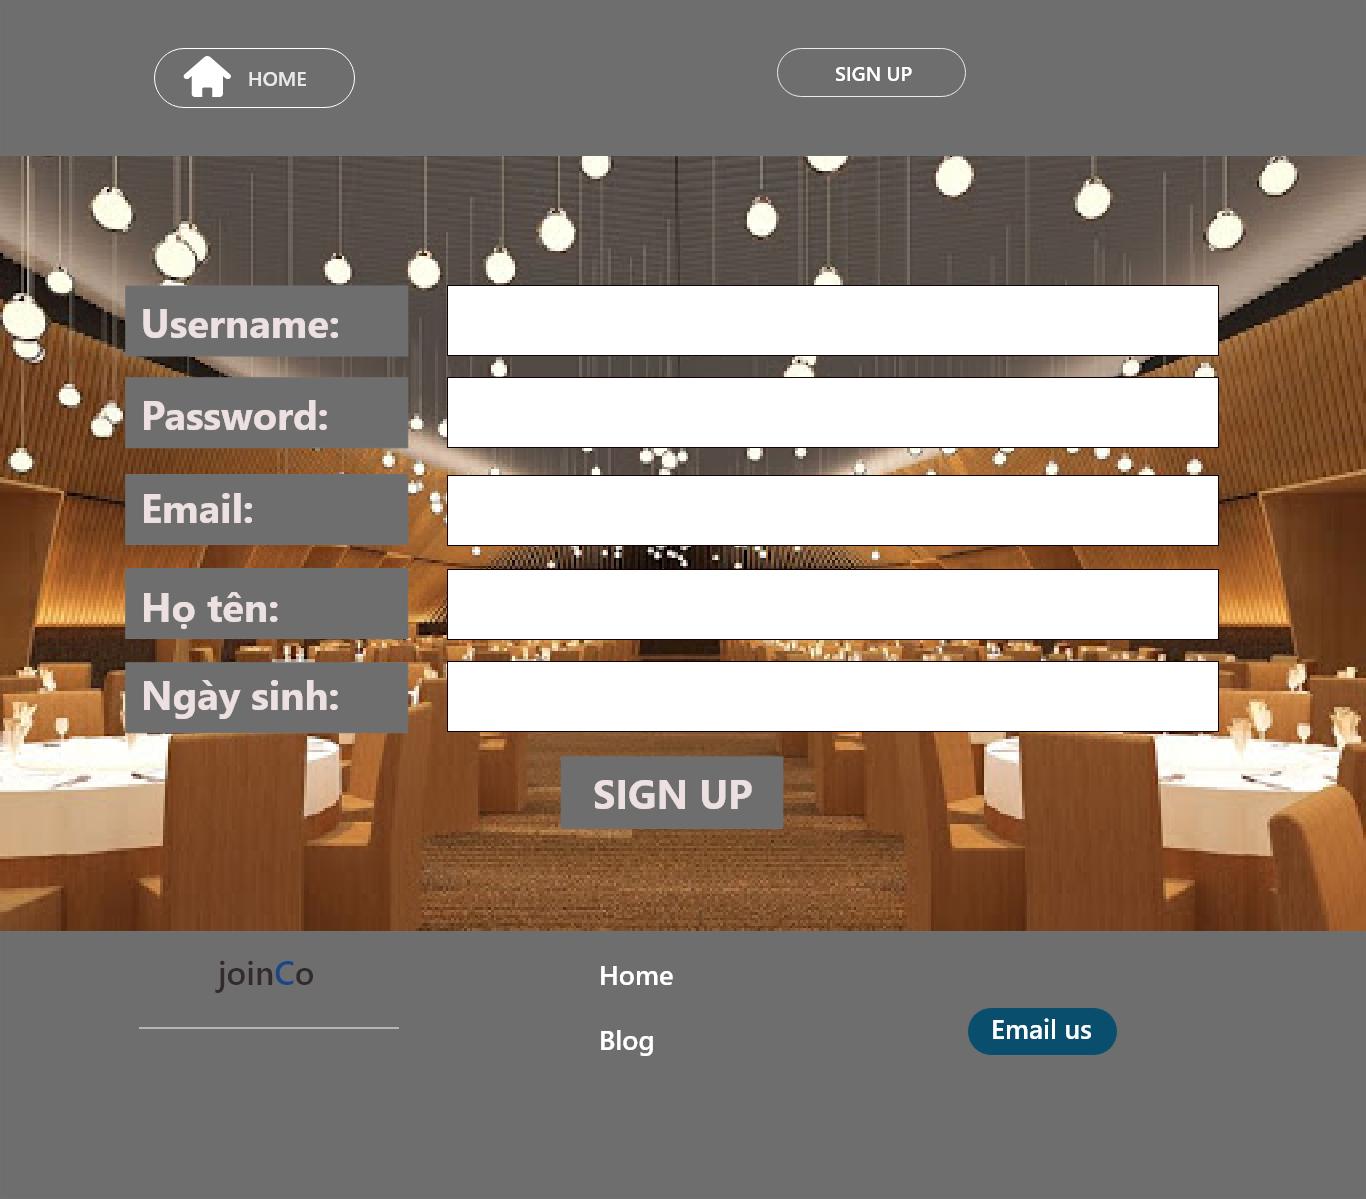 HOME
SIGN UP
Username:
Password:
Email:
Họ tên:
Ngày sinh:
SIGN UP
joinCo
Home
Blog
Email us